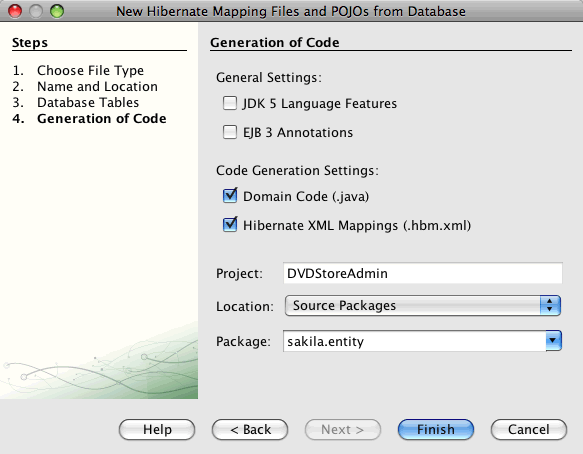 New Hibernate Mapping Files and POJOs from Database
Steps
1. Choose File Type
2. Name and Location
3. Database Tables
4. Generation of Code
Generation of Code
General Settings:
JDK 5 Language Features
EJB 3 Annotations
Code Generation Settings:
Domain Code (.java)
Hibernate XML Mappings (.hbm.xml)
Project: DVDStoreAdmin
Location: Source Packages
Package: sakila.entity
Help < Back Next > Finish Cancel